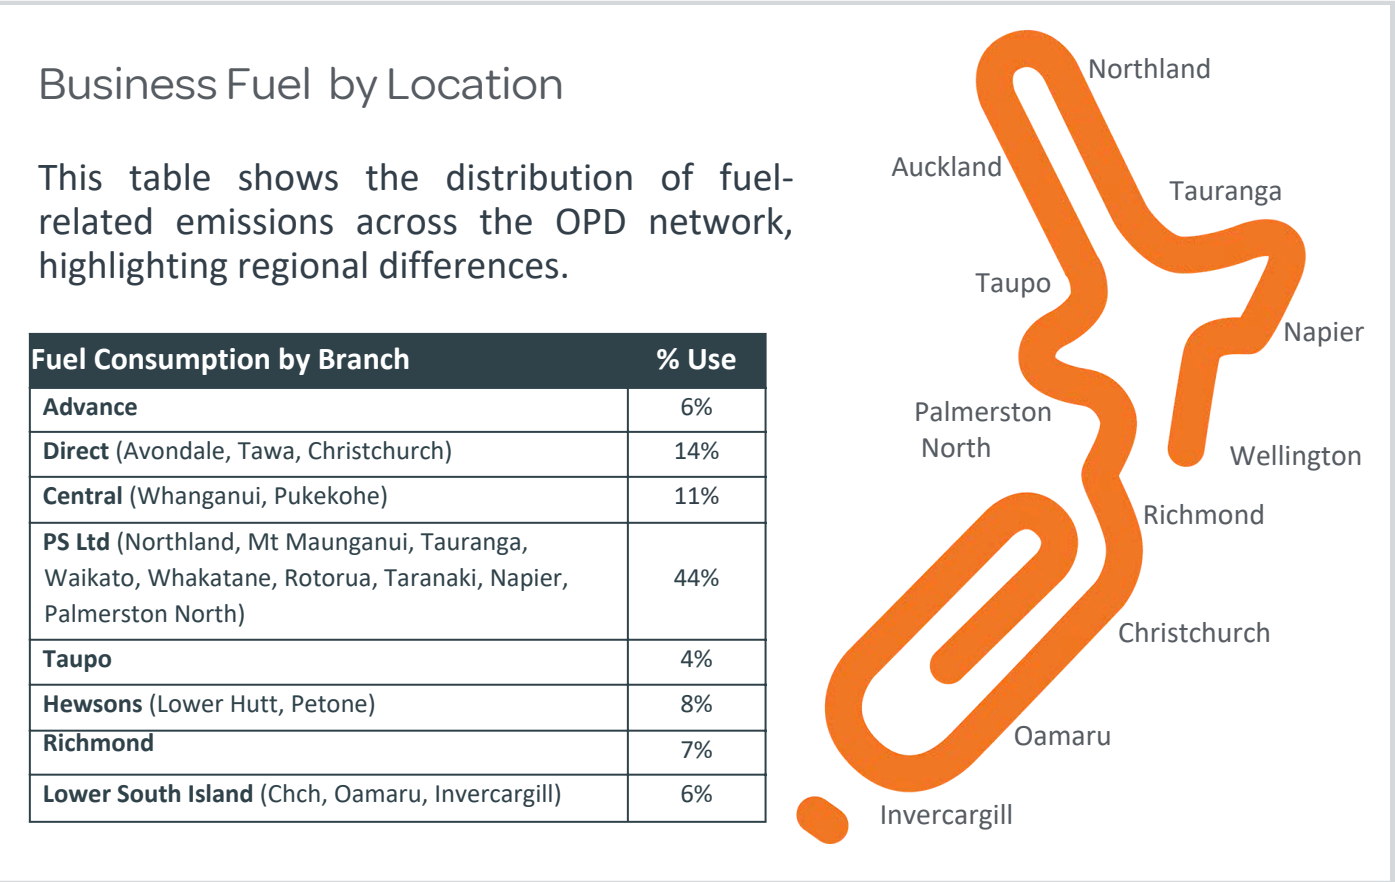 Business Fuel by Location
This table shows the distribution of fuel-
related emissions across the OPD network,
highlighting regional differences.
Fuel Consumption by Branch % Use
Advance 6%
Direct (Avondale, Tawa, Christchurch) 14%
Central (Whanganui, Pukekohe) 11%
PS Ltd (Northland, Mt Maunganui, Tauranga,
Waikato, Whakatane, Rotorua, Taranaki, Napier, 44%
Palmerston North)
Taupo 4%
Hewsons (Lower Hutt, Petone) 8%
Richmond 7%
Lower South Island (Chch, Oamaru, Invercargill) 6%
Northland
Auckland
Tauranga
Taupo
Napier
Palmerston
North
Wellington
Richmond
Christchurch
Oamaru
Invercargill